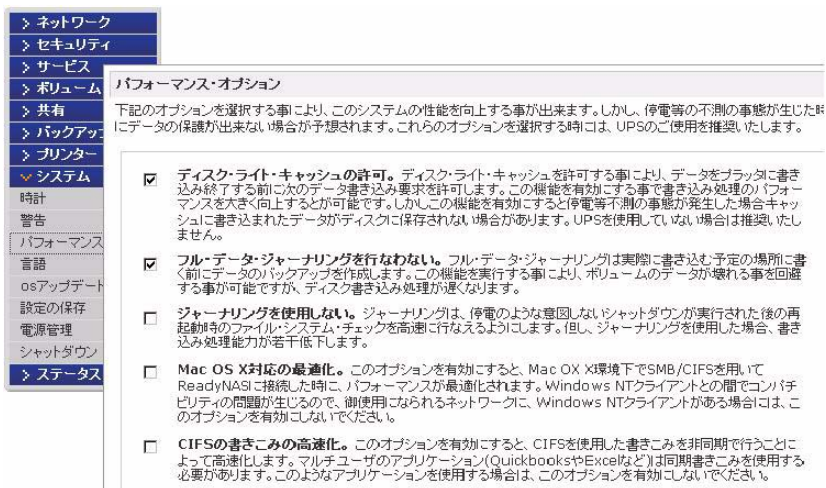 > ネットワーク
> セキュリティ
> サービス
> ボリューム
> 共有
> バックアッ
> プリンター
システム
時計
警告
パフォーマンス
言語
osアップデート
設定の保存
電源管理
シャットダウン
> ステータス
パフォーマンス・オプション
下記のオプションを選択する事により、このシステムの性能を向上する事が出来ます。しかし、停電等の不測の事態が生じた時
にデータの保護が出来ない場合が予想されます。これらのオプションを選択する時には、UPSのご使用を推奨いたします。
ディスク・ライト・キャッシュの許可。ディスク・ライト・キャッシュを許可する事により、データをプラッタに書き
込み終了する前に次のデータ書き込み要求を許可します。この機能を有効にする事で書き込み処理のパフォー
マンスを大きく向上するとが可能です。しかしこの機能を有効にすると停電等不測の事態が発生した場合キャッ
シュに書き込まれたデータがディスクに保存されない場合があります。UPSを使用していない場合は推奨いたし
ません。
フル・データ・ジャーナリングを行なわない。フル・データ・ジャーナリングは実際に書き込む予定の場所に書
く前にデータのバックアップを作成します。この機能を実行する事により、ボリュームのデータが壊れる事を回避
する事が可能ですが、ディスク書き込み処理が遅くなります。
ジャーナリングを使用しない。ジャーナリングは、停電のような意図しないシャットダウンが実行された後の再
起動時のファイル・システム・チェックを高速に行なえるようにします。但し、ジャーナリングを使用した場合、書き
込み処理能力が若干低下します。
Mac OS X対応の最適化。このオプションを有効にすると、Mac OX X環境下でSMB/CIFSを用いて
ReadyNASに接続した時に、パフォーマンスが最適化されます。Windows NTクライアントとの間でコンパチ
ビリティの問題が生じるので、御使用になられるネットワークに、Windows NTクライアントがある場合には、こ
のオプションを有効にしないでください。
CIFSの書きこみの高速化。このオプションを有効にすると、CIFSを使用した書きこみを非同期で行うことに
よって高速化します。マルチユーザのアプリケーション(QuickbooksやExcelなど)は同期書きこみを使用する
必要があります。このようなアプリケーションを使用する場合は、このオプションを有効にしないでください。